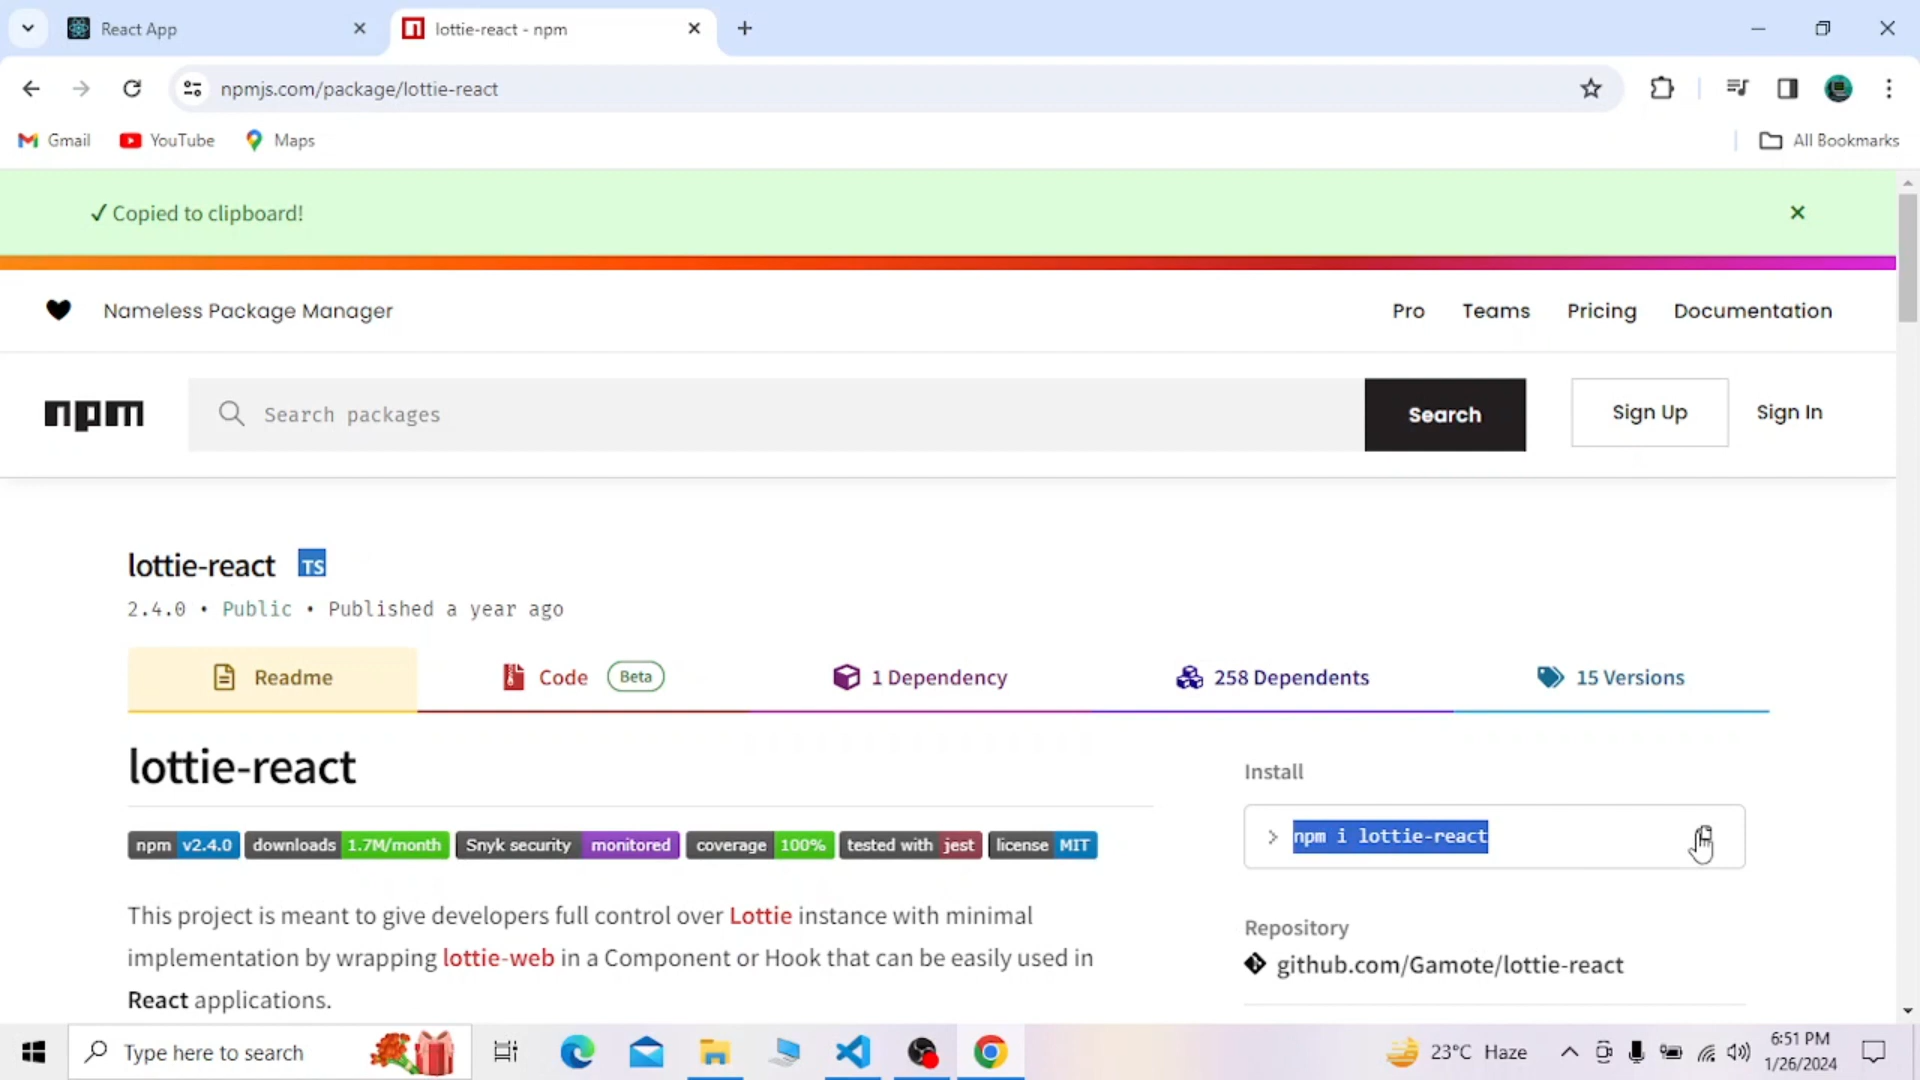 React App
lottie-react - npm
npmjs.com/package/lottie-react
Gmail
YouTube
Maps
All Bookmarks
✓ Copied to clipboard!
Nameless Package Manager
Pro
Teams
Pricing
Documentation
npm
Search packages
Search
Sign Up
Sign In
lottie-react TS
2.4.0 • Public • Published a year ago
Readme
Code Beta
1 Dependency
258 Dependents
15 Versions
lottie-react
npm v2.4.0 downloads 1.7M/month Snyk security monitored coverage 100% tested with jest license MIT
This project is meant to give developers full control over Lottie instance with minimal
implementation by wrapping lottie-web in a Component or Hook that can be easily used in
React applications.
Install
> npm i lottie-react
Repository
github.com/Gamote/lottie-react
Type here to search
23°C Haze
6:51 PM
1/26/2024